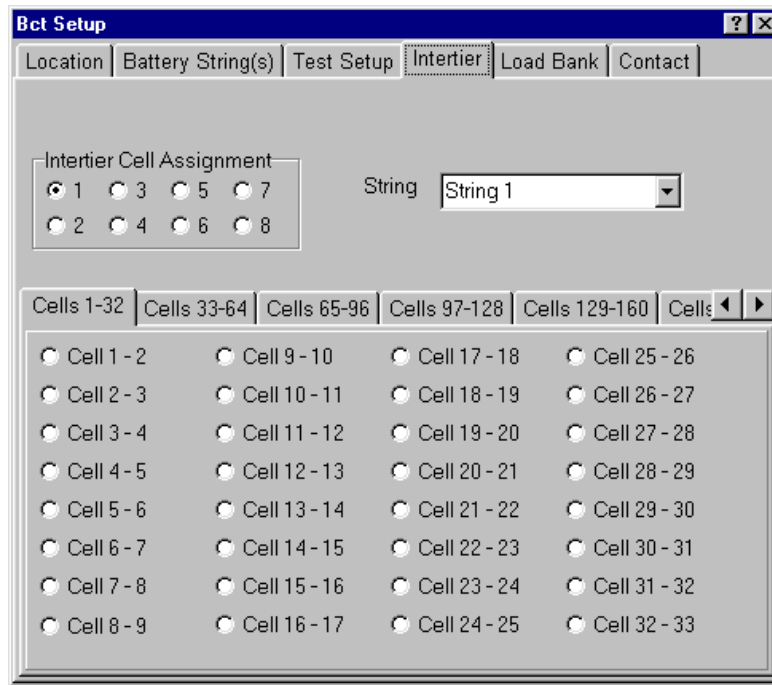 Bct Setup
Location Battery String(s) Test Setup Intertier Load Bank Contact
Intertier Cell Assignment
1 3 5 7
String String 1
2 4 6 8
Cells 1-32 Cells 33-64 Cells 65-96 Cells 97-128 Cells 129-160 Cells
Cell 1 - 2 Cell 9 - 10 Cell 17 - 18 Cell 25 - 26
Cell 2 - 3 Cell 10 - 11 Cell 18 - 19 Cell 26 - 27
Cell 3 - 4 Cell 11 - 12 Cell 19 - 20 Cell 27 - 28
Cell 4 - 5 Cell 12 - 13 Cell 20 - 21 Cell 28 - 29
Cell 5 - 6 Cell 13 - 14 Cell 21 - 22 Cell 29 - 30
Cell 6 - 7 Cell 14 - 15 Cell 22 - 23 Cell 30 - 31
Cell 7 - 8 Cell 15 - 16 Cell 23 - 24 Cell 31 - 32
Cell 8 - 9 Cell 16 - 17 Cell 24 - 25 Cell 32 - 33